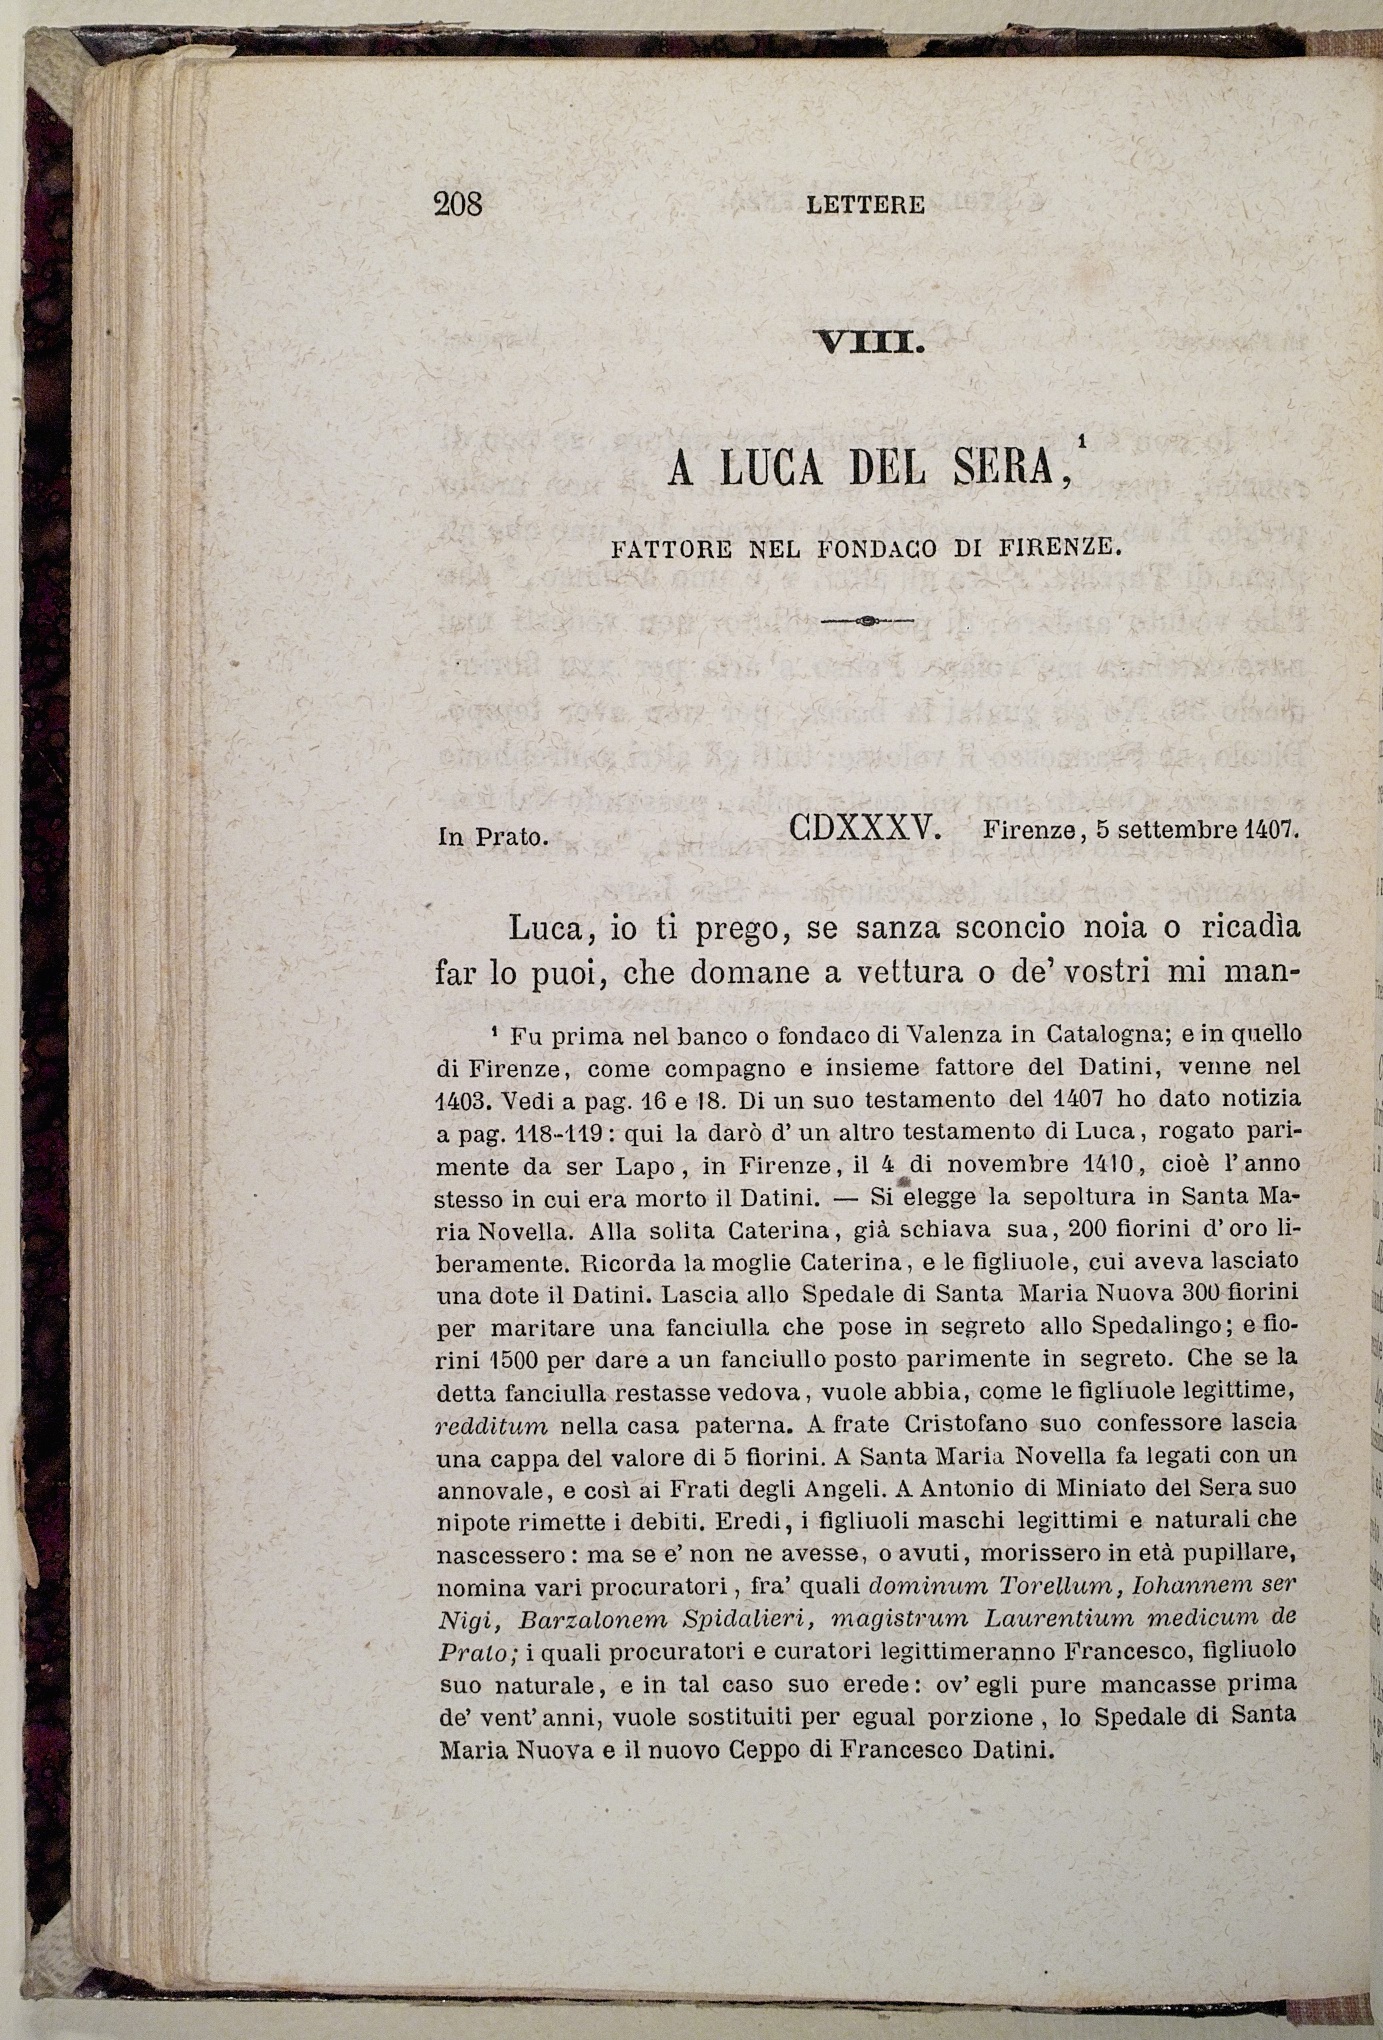 208 LETTERE
VIII.
A LUCA DEL SERA,¹
FATTORE NEL FONDACO DI FIRENZE.
In Prato. CDXXXV. Firenze, 5 settembre 1407.
Luca, io ti prego, se sanza sconcio noia o ricadìa
far lo puoi, che domane a vettura o de' vostri mi man-
¹ Fu prima nel banco o fondaco di Valenza in Catalogna; e in quello
di Firenze, come compagno e insieme fattore del Datini, venne nel
1403. Vedi a pag. 16 e 18. Di un suo testamento del 1407 ho dato notizia
a pag. 118-119: qui la darò d' un altro testamento di Luca, rogato pari-
mente da ser Lapo, in Firenze, il 4 di novembre 1410, cioè l' anno
stesso in cui era morto il Datini. — Si elegge la sepoltura in Santa Ma-
ria Novella. Alla solita Caterina, già schiava sua, 200 fiorini d' oro li-
beramente. Ricorda la moglie Caterina, e le figliuole, cui aveva lasciato
una dote il Datini. Lascia allo Spedale di Santa Maria Nuova 300 fiorini
per maritare una fanciulla che pose in segreto allo Spedalingo; e fio-
rini 1500 per dare a un fanciullo posto parimente in segreto. Che se la
detta fanciulla restasse vedova, vuole abbia, come le figliuole legittime,
redditum nella casa paterna. A frate Cristofano suo confessore lascia
una cappa del valore di 5 fiorini. A Santa Maria Novella fa legati con un
annovale, e così ai Frati degli Angeli. A Antonio di Miniato del Sera suo
nipote rimette i debiti. Eredi, i figliuoli maschi legittimi e naturali che
nascessero: ma se e' non ne avesse, o avuti, morissero in età pupillare,
nomina vari procuratori, fra' quali dominum Torellum, Iohannem ser
Nigi, Barzalonem Spidalieri, magistrum Laurentium medicum de
Prato; i quali procuratori e curatori legittimeranno Francesco, figliuolo
suo naturale, e in tal caso suo erede: ov' egli pure mancasse prima
de' vent' anni, vuole sostituiti per egual porzione, lo Spedale di Santa
Maria Nuova e il nuovo Ceppo di Francesco Datini.